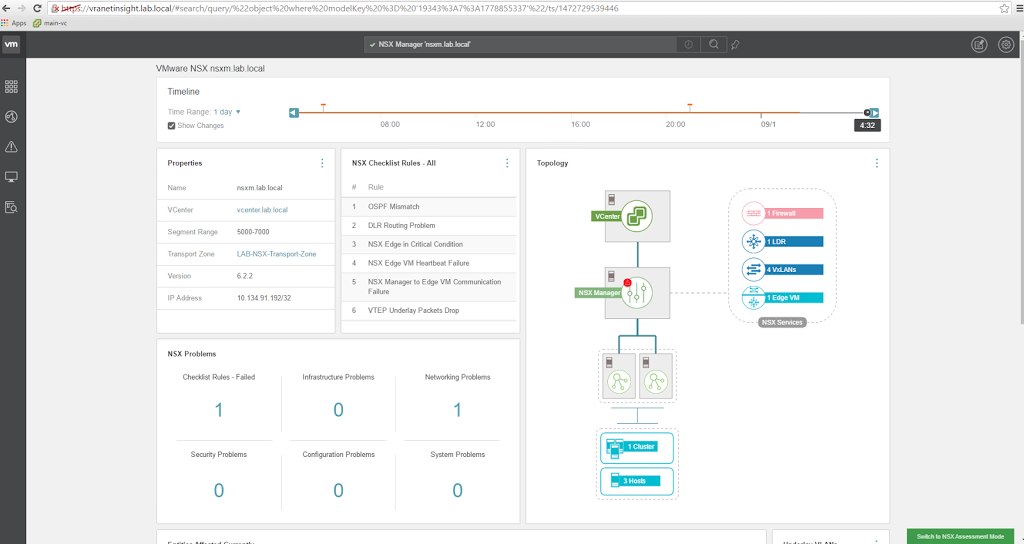 https://vranetinsight.lab.local/#search/query/%22object%20where%20modelKey%20%3D%20'19343%3A7%3A1778855337'%22/ts/1472729539446
Apps main-vc
vm
NSX Manager 'nsxm.lab.local'
VMware NSX nsxm.lab.local
Timeline
Time Range: 1 day
Show Changes
08:00 12:00 16:00 20:00 09/1 4:32
Properties
Name nsxm.lab.local
VCenter vcenter.lab.local
Segment Range 5000-7000
Transport Zone LAB-NSX-Transport-Zone
Version 6.2.2
IP Address 10.134.91.192/32
NSX Checklist Rules - All
# Rule
1 OSPF Mismatch
2 DLR Routing Problem
3 NSX Edge in Critical Condition
4 NSX Edge VM Heartbeat Failure
5 NSX Manager to Edge VM Communication
Failure
6 VTEP Underlay Packets Drop
Topology
VCenter
NSX Manager
1 Firewall
1 LDR
4 VxLANs
1 Edge VM
NSX Services
1 Cluster
3 Hosts
NSX Problems
Checklist Rules - Failed Infrastructure Problems Networking Problems
1 0 1
Security Problems Configuration Problems System Problems
0 0 0
Entities Affected Currently
Underlay VLANs
Switch to NSX Assessment Mode